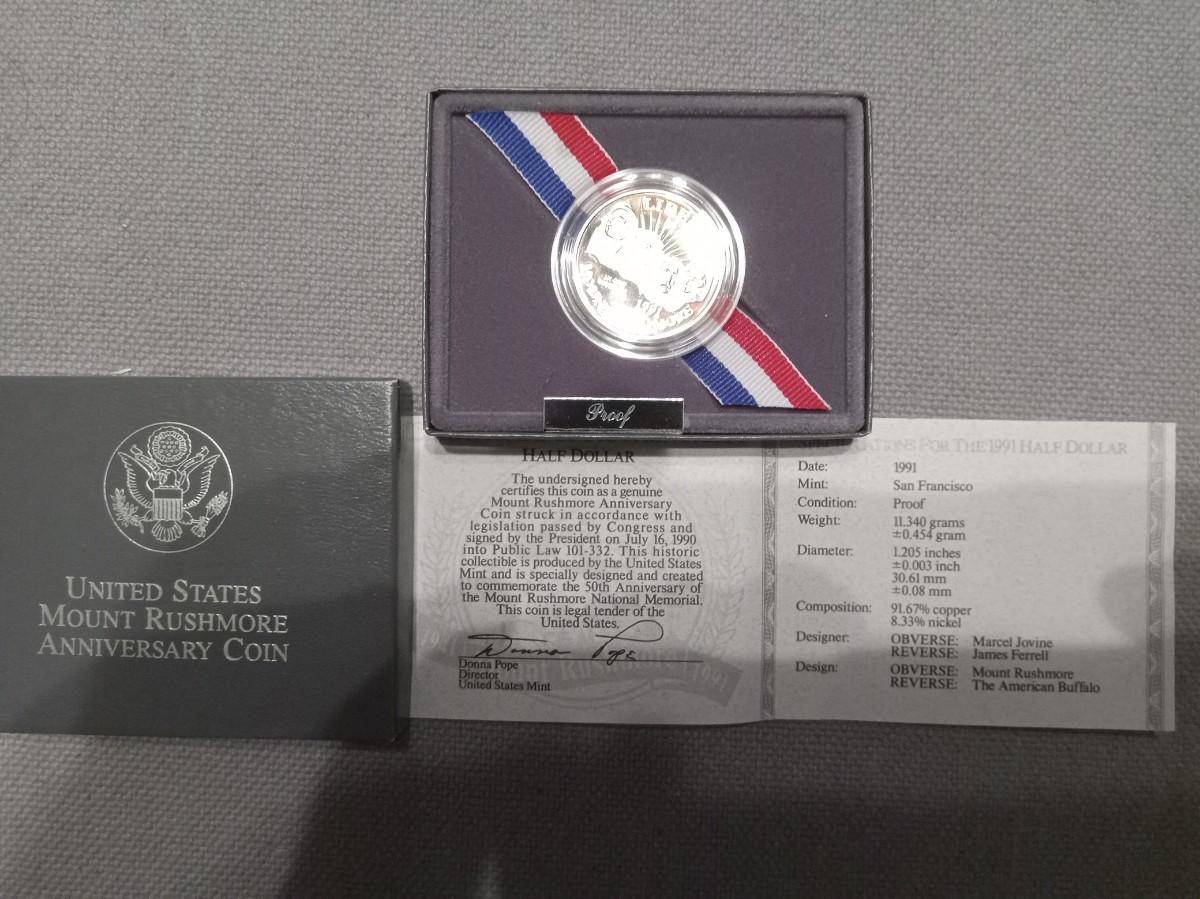 Proof
UNITED STATES
MOUNT RUSHMORE
ANNIVERSARY COIN
HALF DOLLAR
The undersigned hereby
certifies this coin as a genuine
Mount Rushmore Anniversary
Coin struck in accordance with
legislation passed by Congress and
signed by the President on July 16, 1990
into Public Law 101-332. This historic
collectible is produced by the United States
Mint and is specially designed and created
to commemorate the 50th Anniversary of
the Mount Rushmore National Memorial.
This coin is legal tender of the
United States.
Donna Pope
Donna Pope
Director
United States Mint
SPECIFICATIONS FOR THE 1991 HALF DOLLAR
Date: 1991
Mint: San Francisco
Condition: Proof
Weight: 11.340 grams
±0.454 gram
Diameter: 1.205 inches
±0.003 inch
30.61 mm
±0.08 mm
Composition: 91.67% copper
8.33% nickel
Designer: OBVERSE: Marcel Jovine
REVERSE: James Ferrell
Design: OBVERSE: Mount Rushmore
REVERSE: The American Buffalo